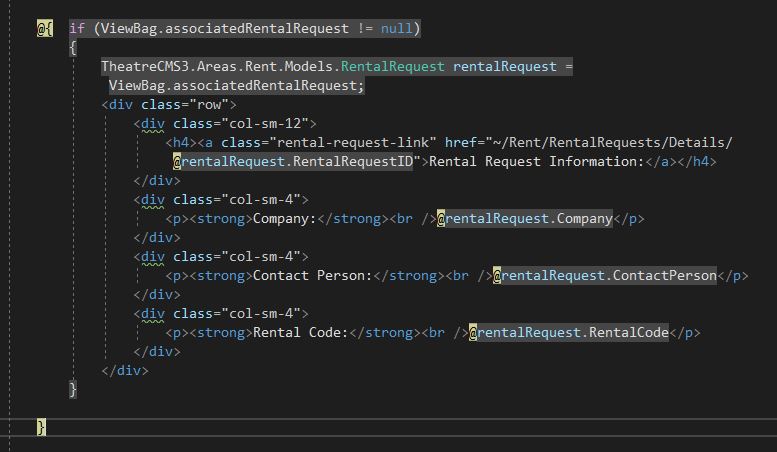 @{ if (ViewBag.associatedRentalRequest != null)
{
TheatreCMS3.Areas.Rent.Models.RentalRequest rentalRequest =
ViewBag.associatedRentalRequest;
<div class="row">
<div class="col-sm-12">
<h4><a class="rental-request-link" href="~/Rent/RentalRequests/Details/
@rentalRequest.RentalRequestID">Rental Request Information:</a></h4>
</div>
<div class="col-sm-4">
<p><strong>Company:</strong><br />@rentalRequest.Company</p>
</div>
<div class="col-sm-4">
<p><strong>Contact Person:</strong><br />@rentalRequest.ContactPerson</p>
</div>
<div class="col-sm-4">
<p><strong>Rental Code:</strong><br />@rentalRequest.RentalCode</p>
</div>
</div>
}
}